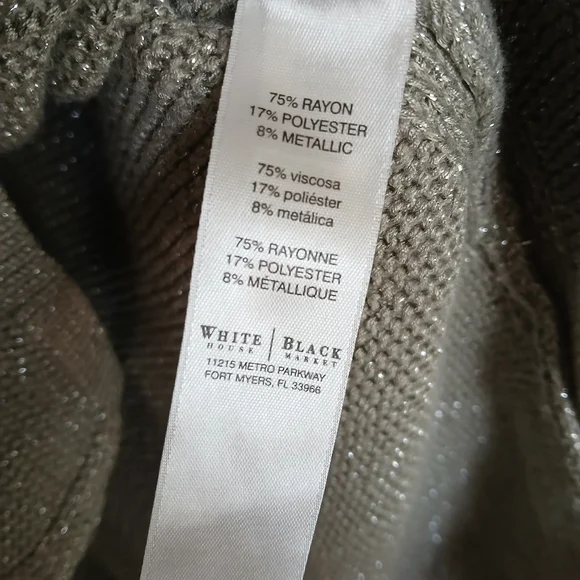 75% RAYON
17% POLYESTER
8% METALLIC
75% viscosa
17% poliéster
8% metálica
75% RAYONNE
17% POLYESTER
8% MÉTALLIQUE
WHITE | BLACK
HOUSE MARKET
11215 METRO PARKWAY
FORT MYERS, FL 33966